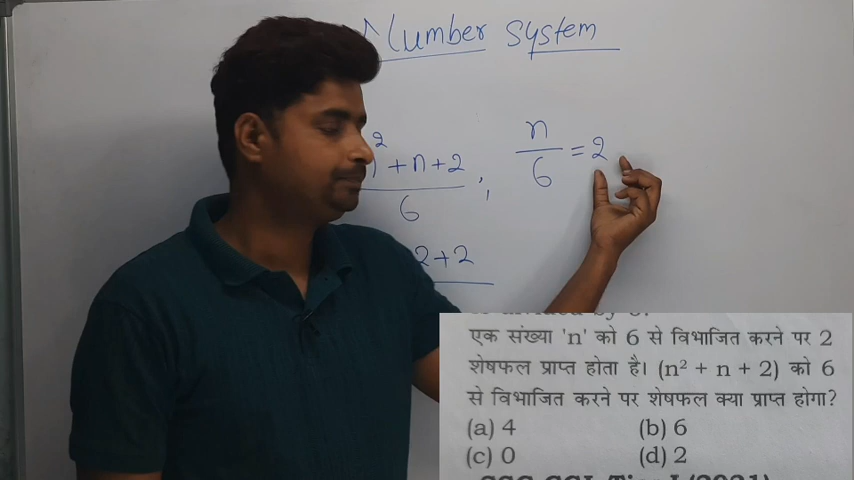 Number System
n² + n + 2 / 6 ; n / 6 = 2
2 + 2
एक संख्या 'n' को 6 से विभाजित करने पर 2
शेषफल प्राप्त होता है। (n² + n + 2) को 6
से विभाजित करने पर शेषफल क्या प्राप्त होगा?
(a) 4 (b) 6
(c) 0 (d) 2